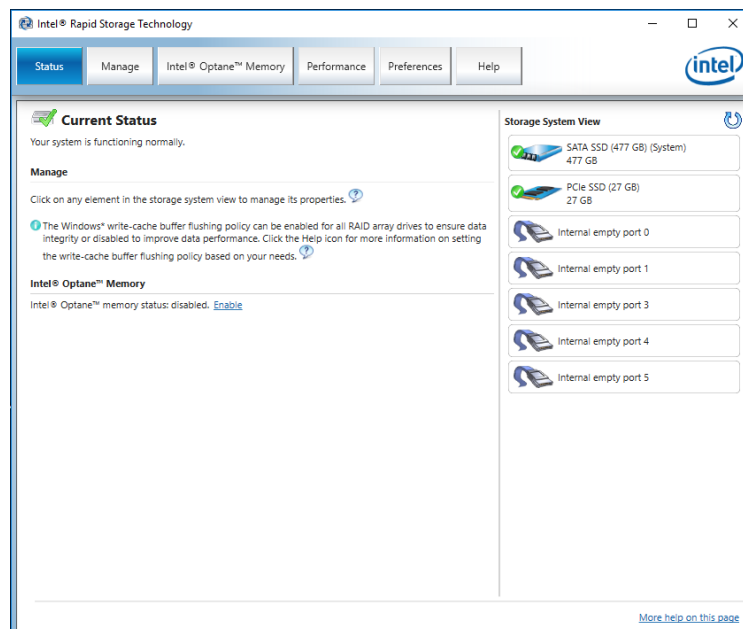 Intel® Rapid Storage Technology
Status
Manage
Intel® Optane™ Memory
Performance
Preferences
Help
intel
Current Status
Your system is functioning normally.
Manage
Click on any element in the storage system view to manage its properties.
The Windows* write-cache buffer flushing policy can be enabled for all RAID array drives to ensure data
integrity or disabled to improve data performance. Click the Help icon for more information on setting
the write-cache buffer flushing policy based on your needs.
Intel® Optane™ Memory
Intel® Optane™ memory status: disabled. Enable
Storage System View
SATA SSD (477 GB) (System)
477 GB
PCIe SSD (27 GB)
27 GB
Internal empty port 0
Internal empty port 1
Internal empty port 3
Internal empty port 4
Internal empty port 5
More help on this page